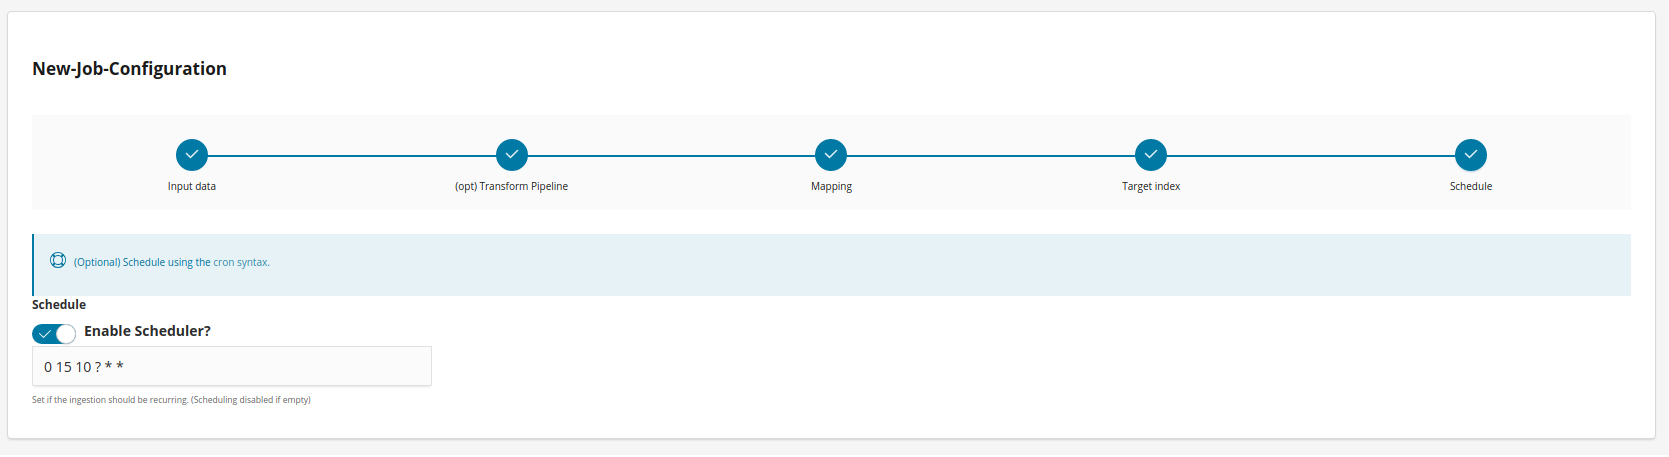 New-Job-Configuration
Input data
(opt) Transform Pipeline
Mapping
Target index
Schedule
(Optional) Schedule using the cron syntax.
Schedule
Enable Scheduler?
0 15 10 ? * *
Set if the ingestion should be recurring. (Scheduling disabled if empty)